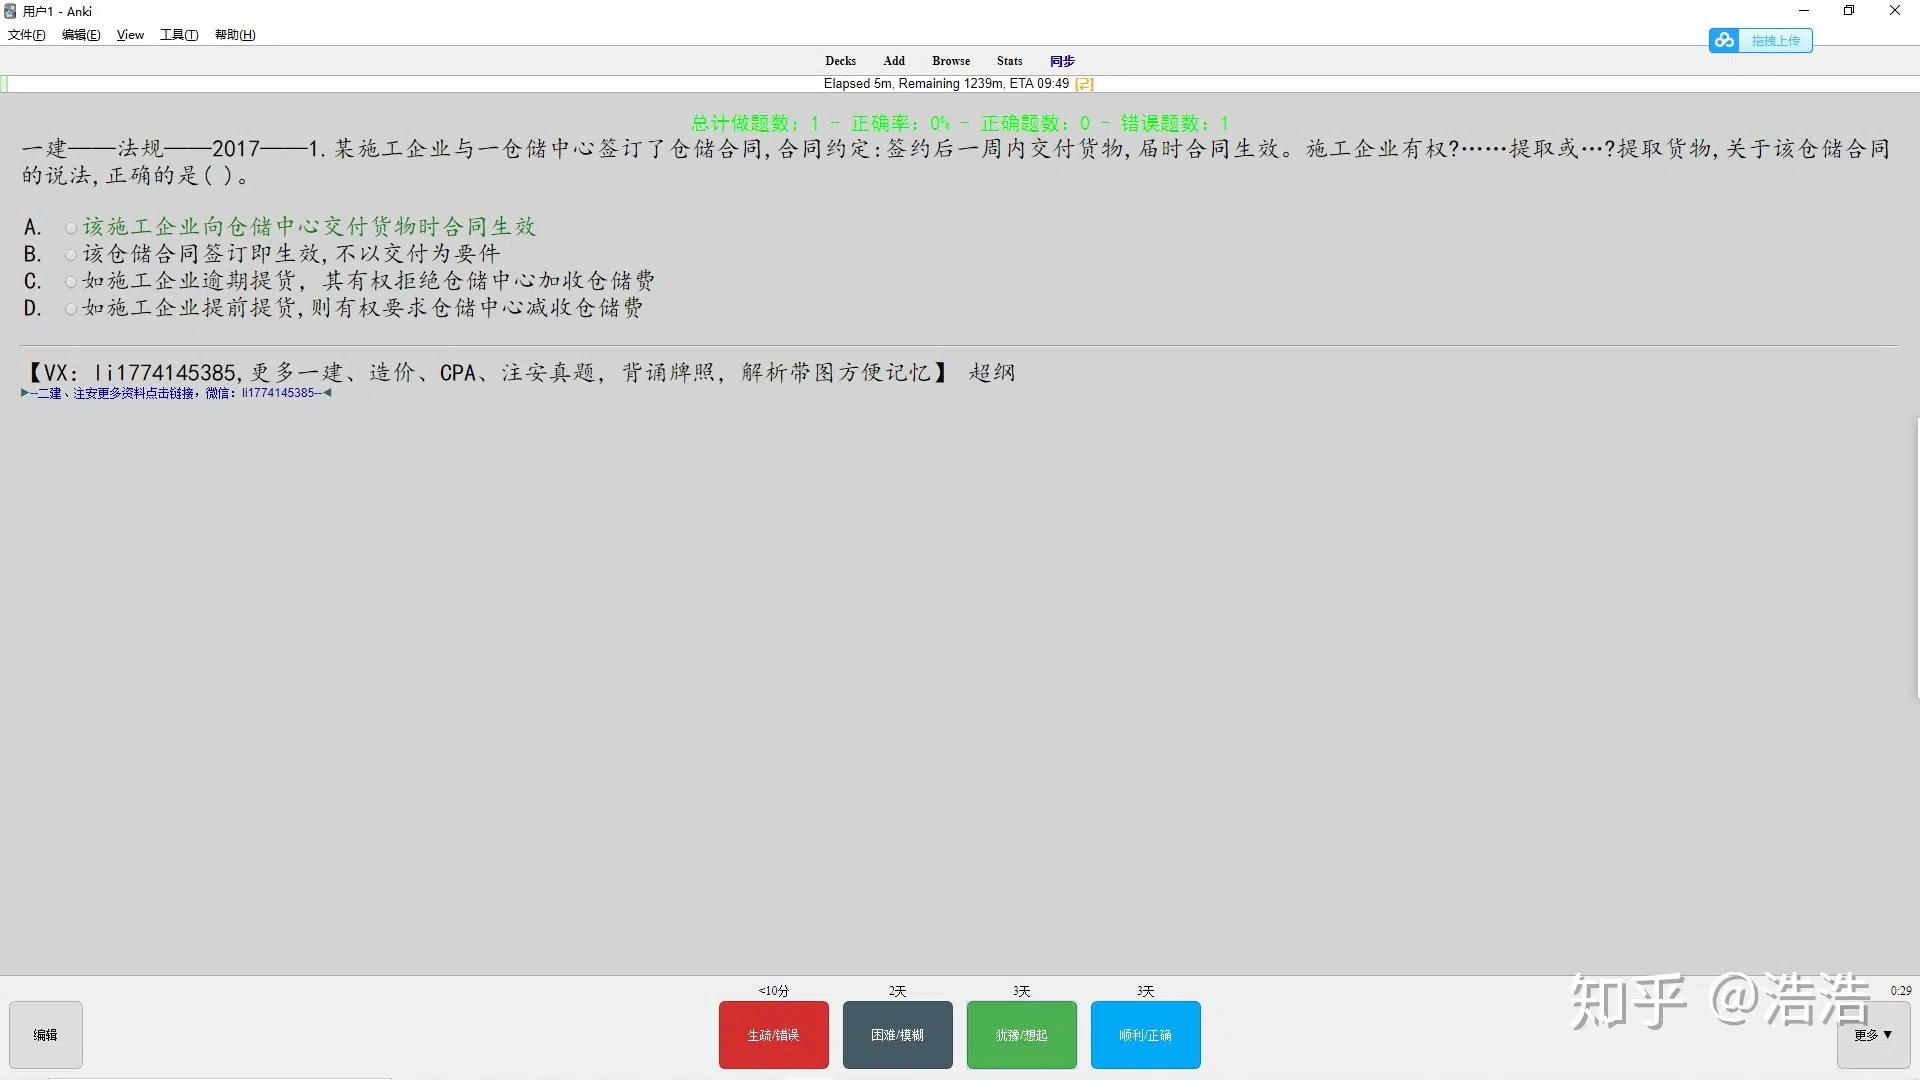 用户1 - Anki
文件(F) 编辑(E) View 工具(T) 帮助(H)
拖拽上传
Decks Add Browse Stats 同步
Elapsed 5m, Remaining 1239m, ETA 09:49 [己]
总计做题数: 1 - 正确率: 0% - 正确题数: 0 - 错误题数: 1
一建——法规——2017——1.某施工企业与一仓储中心签订了仓储合同,合同约定:签约后一周内交付货物,届时合同生效。施工企业有权?……提取或…?提取货物,关于该仓储合同
的说法,正确的是( )。
A. 该施工企业向仓储中心交付货物时合同生效
B. 该仓储合同签订即生效,不以交付为要件
C. 如施工企业逾期提货, 其有权拒绝仓储中心加收仓储费
D. 如施工企业提前提货,则有权要求仓储中心减收仓储费
【VX: li1774145385,更多一建、造价、CPA、注安真题, 背诵牌照, 解析带图方便记忆】 超纲
▶--二建、注安更多资料点击链接，微信：li1774145385--◀
<10分 2天 3天 3天
0:29
编辑 生疏/错误 困难/模糊 犹豫/想起 顺利/正确 更多 ▼
知乎 @浩浩